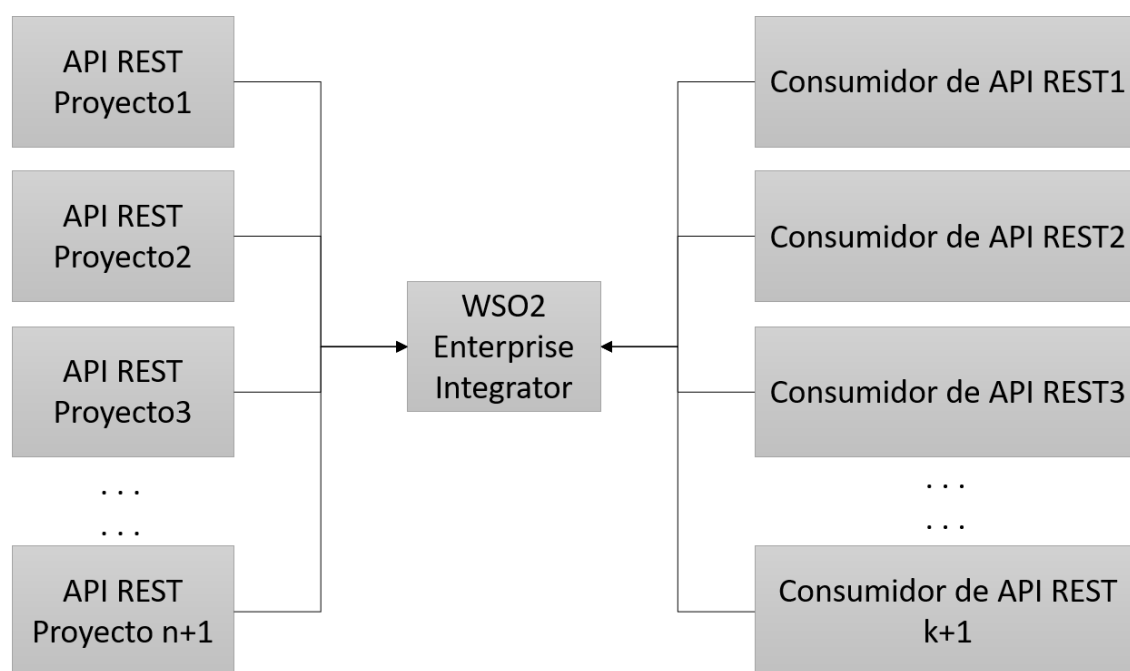 API REST
Proyecto1
API REST
Proyecto2
API REST
Proyecto3
. . .
. . .
API REST
Proyecto n+1
WSO2
Enterprise
Integrator
Consumidor de API REST1
Consumidor de API REST2
Consumidor de API REST3
. . .
. . .
Consumidor de API REST
k+1